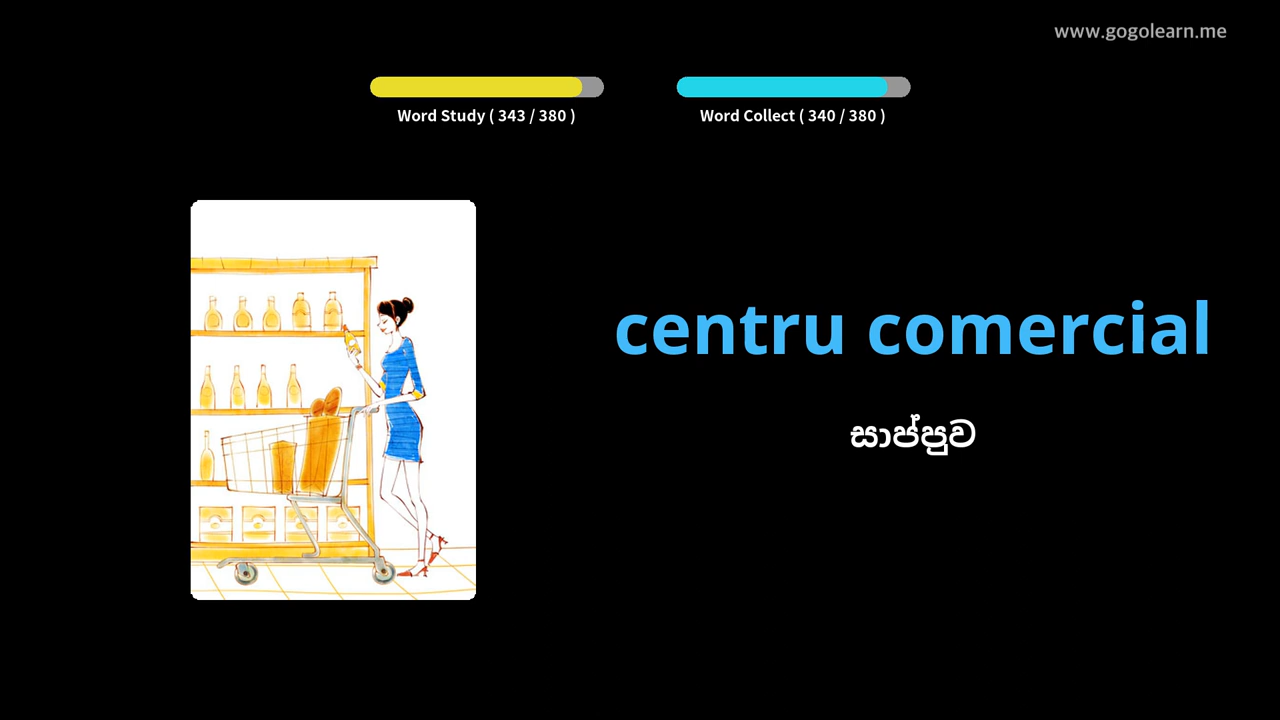 www.gogolearn.me
Word Study ( 343 / 380 )
Word Collect ( 340 / 380 )
centru comercial
සාප්පුව